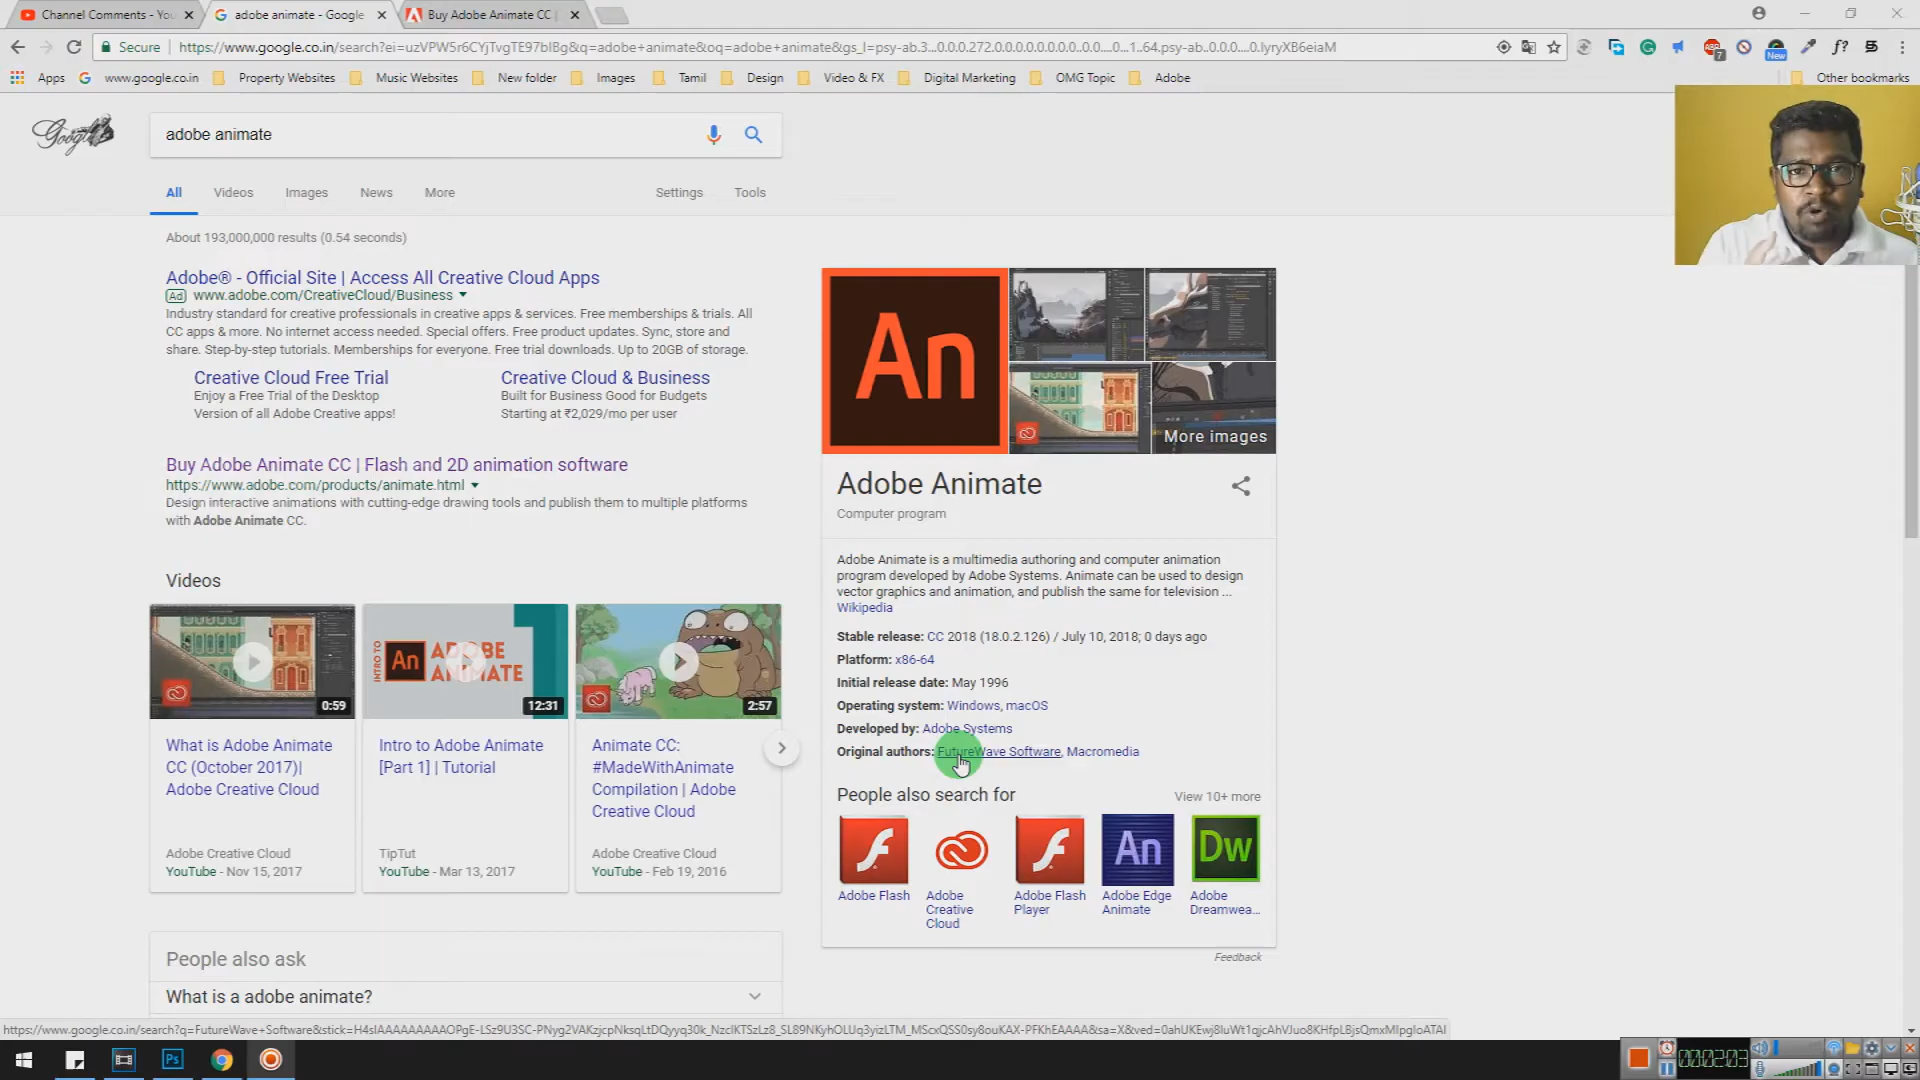 Channel Comments - You
adobe animate - Google
Buy Adobe Animate CC |
Secure
https://www.google.co.in/search?ei=uzVPW5r6CYjTvgTE97bIBg&q=adobe+animate&oq=adobe+animate&gs_l=psy-ab.3...0.0.0.272.0.0.0.0.0.0.0.0..0.0....0...1..64.psy-ab..0.0.0....0.lyryXB6eiaM
Apps
www.google.co.in
Property Websites
Music Websites
New folder
Images
Tamil
Design
Video & FX
Digital Marketing
OMG Topic
Adobe
Other bookmarks
New
7
f?
Google
adobe animate
All
Videos
Images
News
More
Settings
Tools
About 193,000,000 results (0.54 seconds)
Adobe® - Official Site | Access All Creative Cloud Apps
Ad www.adobe.com/CreativeCloud/Business
Industry standard for creative professionals in creative apps & services. Free memberships & trials. All
CC apps & more. No internet access needed. Special offers. Free product updates. Sync, store and
share. Step-by-step tutorials. Memberships for everyone. Free trial downloads. Up to 20GB of storage.
Creative Cloud Free Trial
Enjoy a Free Trial of the Desktop
Version of all Adobe Creative apps!
Creative Cloud & Business
Built for Business Good for Budgets
Starting at ₹2,029/mo per user
Buy Adobe Animate CC | Flash and 2D animation software
https://www.adobe.com/products/animate.html
Design interactive animations with cutting-edge drawing tools and publish them to multiple platforms
with Adobe Animate CC.
Videos
0:59
INTRO TO An ADOBE ANIMATE
12:31
2:57
What is Adobe Animate
CC (October 2017)|
Adobe Creative Cloud
Adobe Creative Cloud
YouTube - Nov 15, 2017
Intro to Adobe Animate
[Part 1] | Tutorial
TipTut
YouTube - Mar 13, 2017
Animate CC:
#MadeWithAnimate
Compilation | Adobe
Creative Cloud
Adobe Creative Cloud
YouTube - Feb 19, 2016
People also ask
What is a adobe animate?
An
More images
Adobe Animate
Computer program
Adobe Animate is a multimedia authoring and computer animation
program developed by Adobe Systems. Animate can be used to design
vector graphics and animation, and publish the same for television ...
Wikipedia
Stable release: CC 2018 (18.0.2.126) / July 10, 2018; 0 days ago
Platform: x86-64
Initial release date: May 1996
Operating system: Windows, macOS
Developed by: Adobe Systems
Original authors: FutureWave Software, Macromedia
People also search for
View 10+ more
An
Dw
Adobe Flash
Adobe
Creative
Cloud
Adobe Flash
Player
Adobe Edge
Animate
Adobe
Dreamwea...
Feedback
Ps
000:02:03